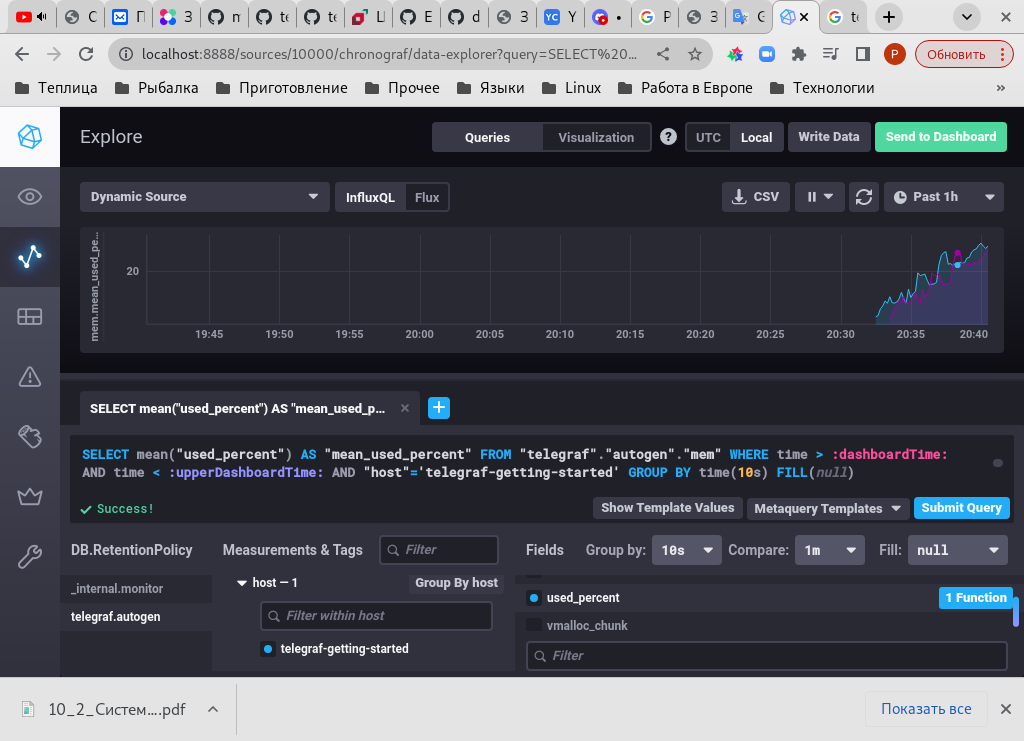 localhost:8888/sources/10000/chronograf/data-explorer?query=SELECT%20...
P
Обновить
Теплица
Рыбалка
Приготовление
Прочее
Языки
Linux
Работа в Европе
Технологии
»
Explore
Queries
Visualization
?
UTC
Local
Write Data
Send to Dashboard
Dynamic Source
InfluxQL
Flux
CSV
Past 1h
mem.mean_used_pe...
20
19:45
19:50
19:55
20:00
20:05
20:10
20:15
20:20
20:25
20:30
20:35
20:40
SELECT mean("used_percent") AS "mean_used_p...
SELECT mean("used_percent") AS "mean_used_percent" FROM "telegraf"."autogen"."mem" WHERE time > :dashboardTime:
AND time < :upperDashboardTime: AND "host"='telegraf-getting-started' GROUP BY time(10s) FILL(null)
Success!
Show Template Values
Metaquery Templates
Submit Query
DB.RetentionPolicy
Measurements & Tags
Filter
Fields
Group by:
10s
Compare:
1m
Fill:
null
_internal.monitor
telegraf.autogen
host — 1
Group By host
Filter within host
telegraf-getting-started
used_percent
1 Function
vmalloc_chunk
Filter
10_2_Систем....pdf
Показать все